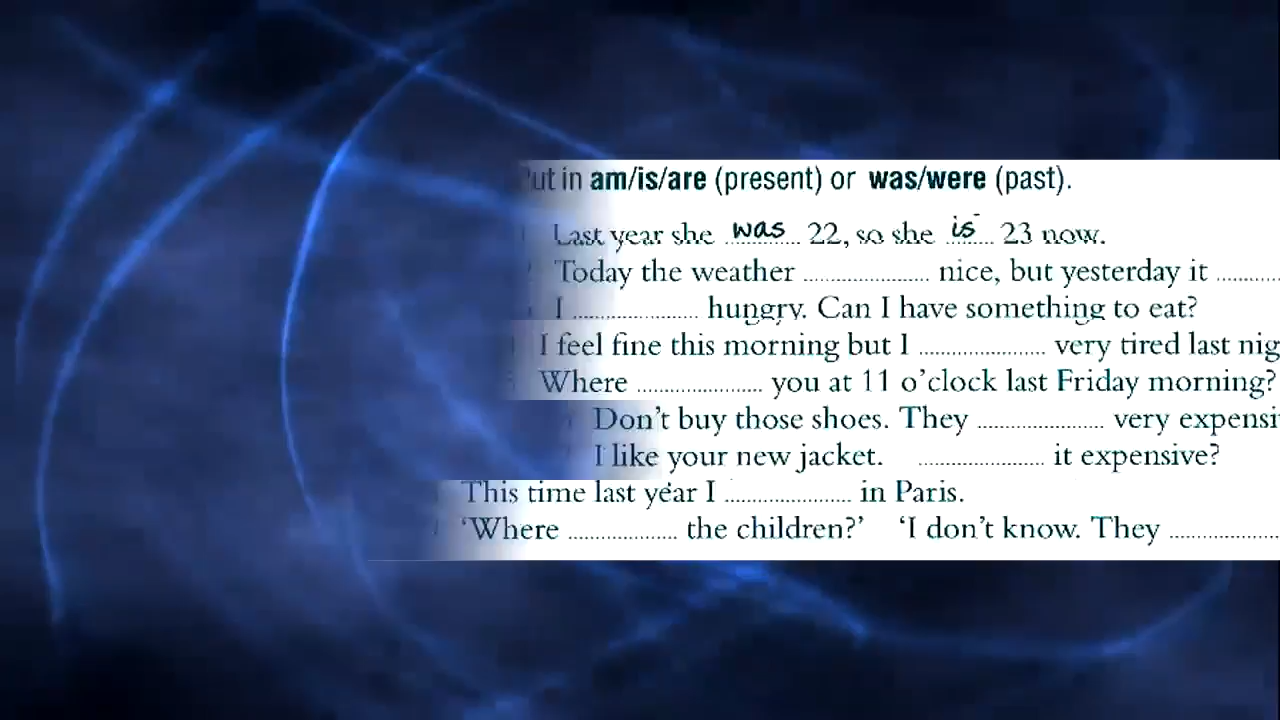 ut in am/is/are (present) or was/were (past).
Last year she was 22, so she is 23 now.
Today the weather .................... nice, but yesterday it ..........
I .................... hungry. Can I have something to eat?
I feel fine this morning but I .................... very tired last nig
Where .................... you at 11 o'clock last Friday morning?
Don't buy those shoes. They .................... very expensi
I like your new jacket. .................... it expensive?
This time last year I .................... in Paris.
'Where .................... the children?' 'I don't know. They ....................